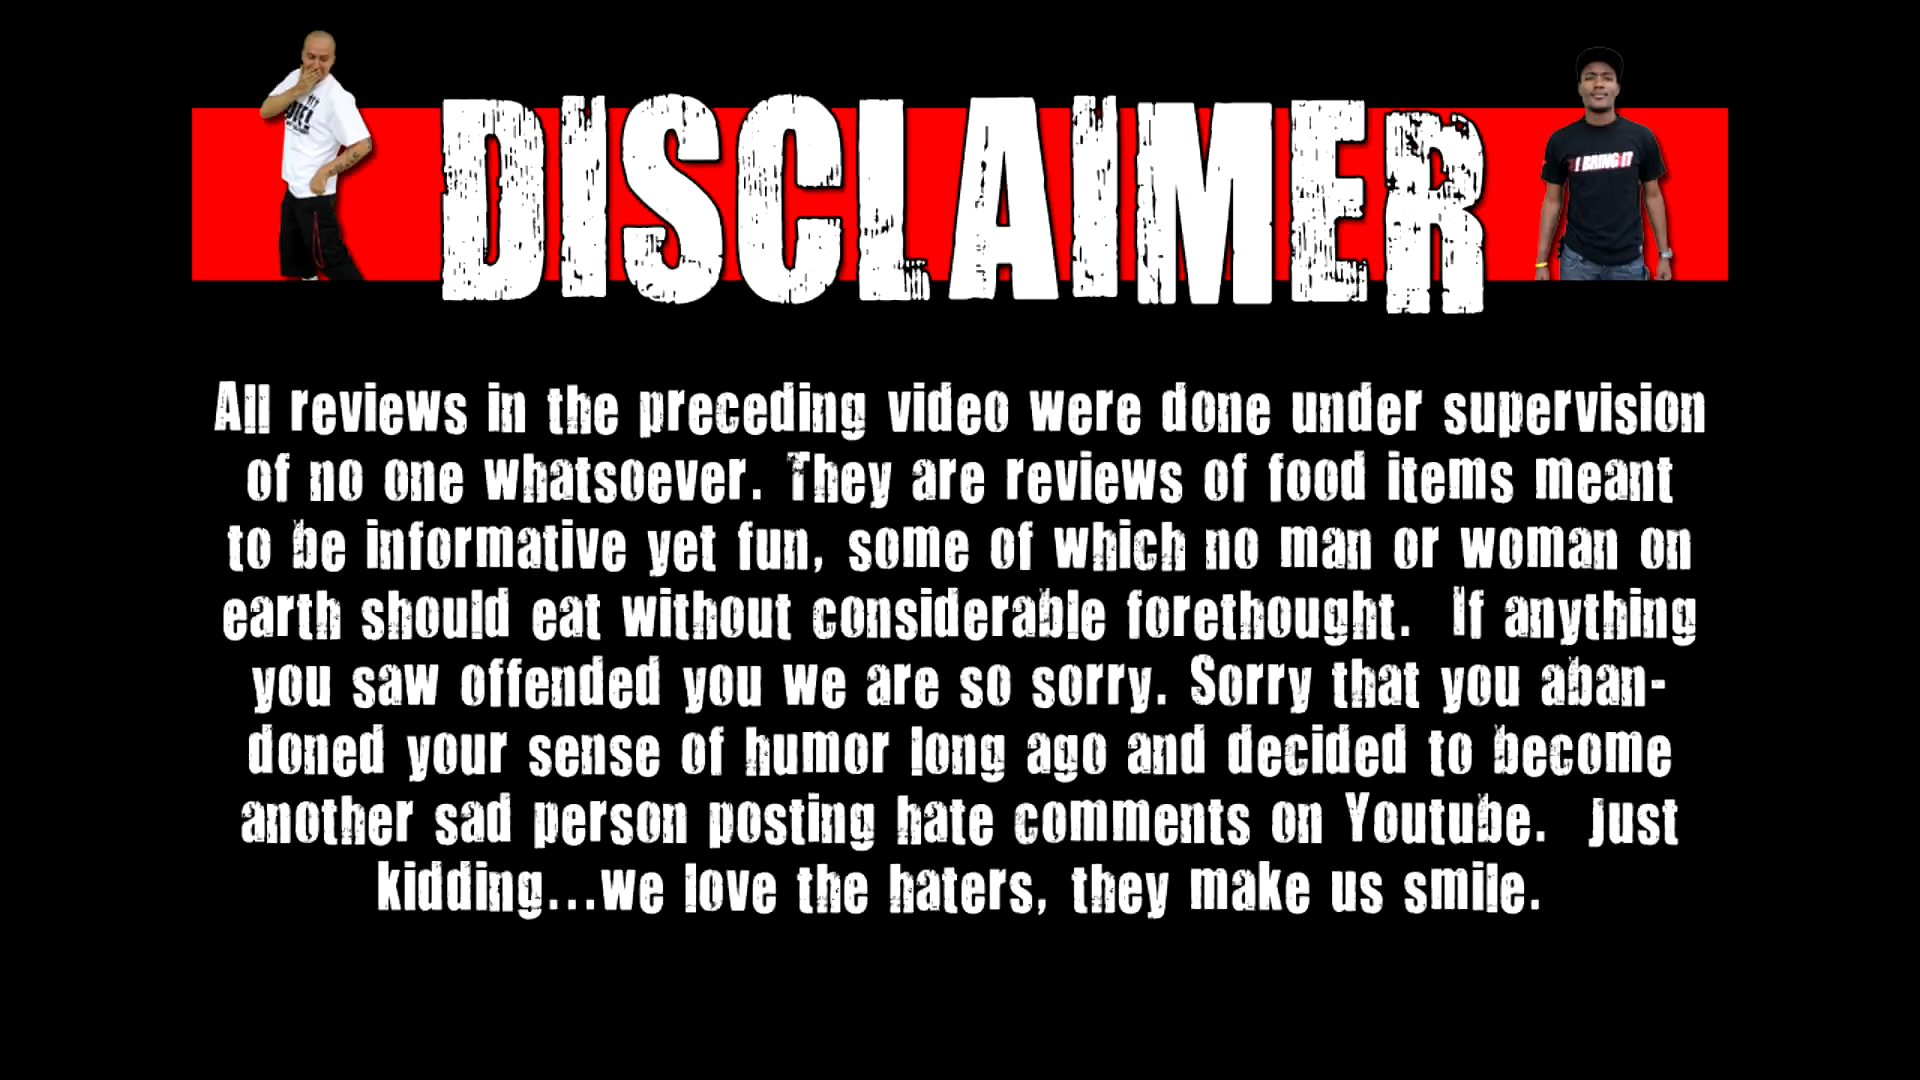 DISCLAIMER
I BRING IT
All reviews in the preceding video were done under supervision
of no one whatsoever. They are reviews of food items meant
to be informative yet fun, some of which no man or woman on
earth should eat without considerable forethought. If anything
you saw offended you we are so sorry. Sorry that you aban-
doned your sense of humor long ago and decided to become
another sad person posting hate comments on Youtube. Just
kidding...we love the haters, they make us smile.